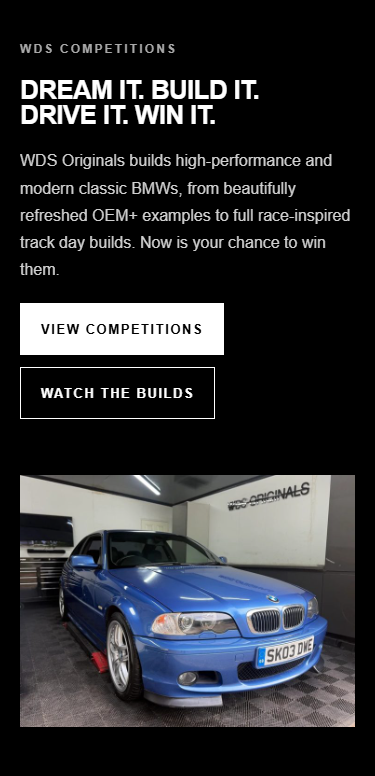 WDS COMPETITIONS
DREAM IT. BUILD IT.
DRIVE IT. WIN IT.
WDS Originals builds high-performance and
modern classic BMWs, from beautifully
refreshed OEM+ examples to full race-inspired
track day builds. Now is your chance to win
them.
VIEW COMPETITIONS
WATCH THE BUILDS
WDS ORIGINALS
SK03 DWE